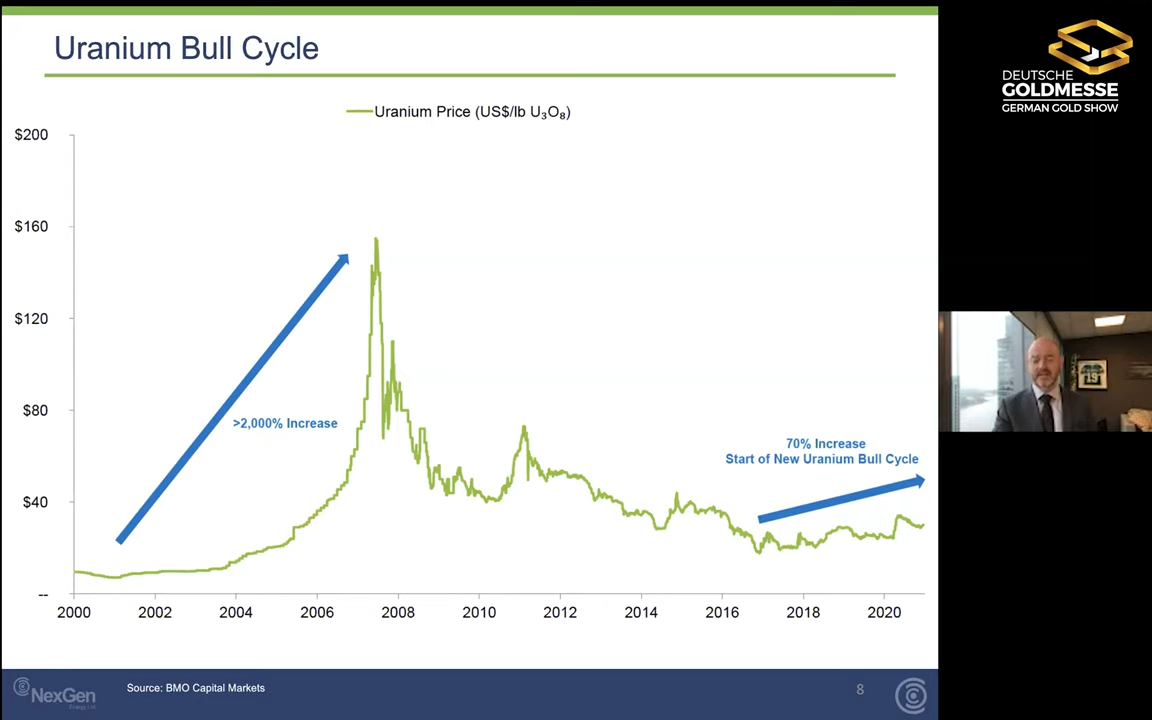 Uranium Bull Cycle
DEUTSCHE
GOLDMESSE
GERMAN GOLD SHOW
Uranium Price (US$/lb U₃O₈)
$200
$160
$120
$80
$40
--
>2,000% Increase
70% Increase
Start of New Uranium Bull Cycle
2000 2002 2004 2006 2008 2010 2012 2014 2016 2018 2020
NexGen
Energy Ltd
Source: BMO Capital Markets
8